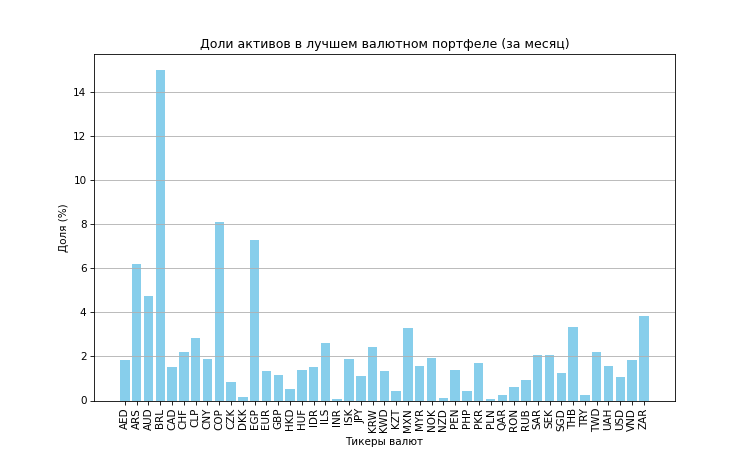 Доли активов в лучшем валютном портфеле (за месяц)
Доля (%)
14
12
10
8
6
4
2
0
AED ARS AUD BRL CAD CHF CLP CNY COP CZK DKK EGP EUR GBP HKD HUF IDR ILS INR ISK JPY KRW KWD KZT MXN MYR NOK NZD PEN PHP PKR PLN QAR RON RUB SAR SEK SGD THB TRY TWD UAH USD VND ZAR
Тикеры валют